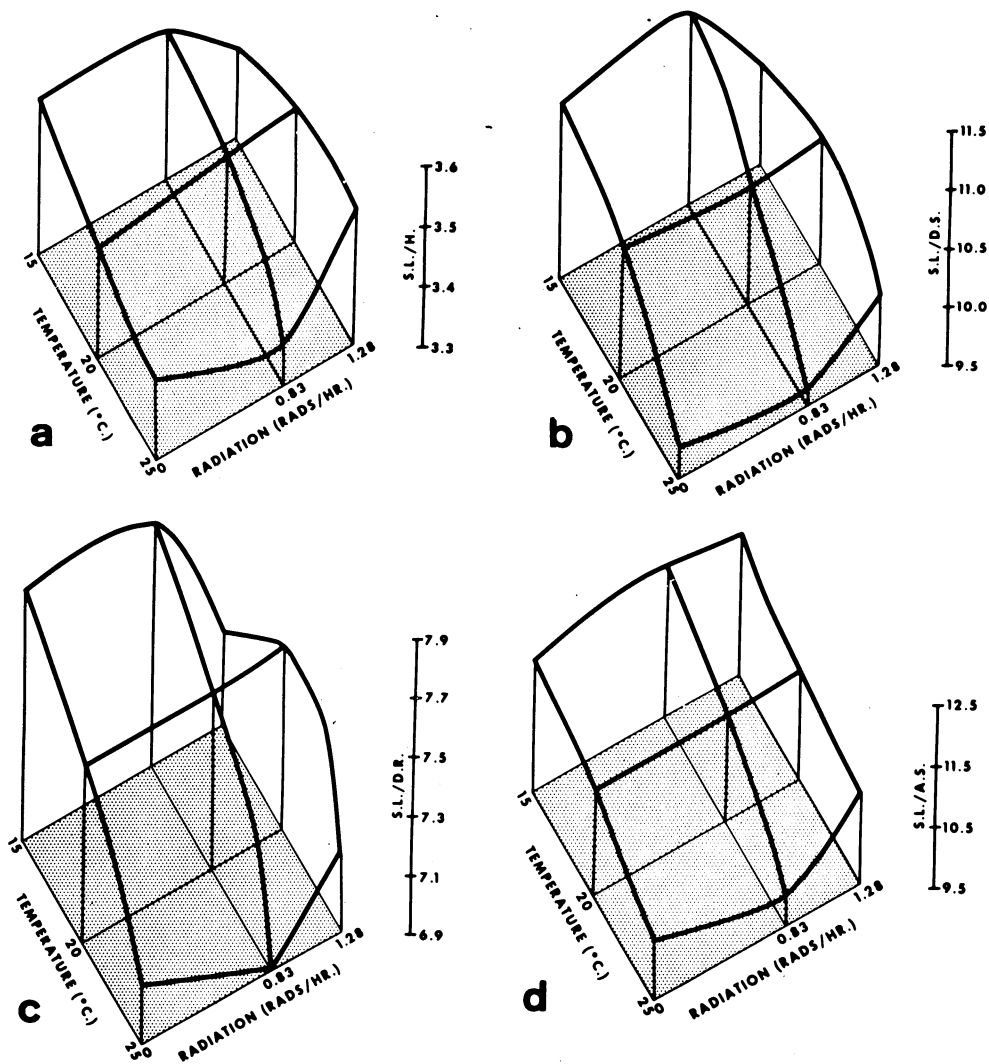 3.6
3.5
3.4
3.3
S.L./H.
15
20
25
TEMPERATURE (°C.)
0
0.83
1.28
RADIATION (RADS/HR.)
a
11.5
11.0
10.5
10.0
9.5
S.L./D.S.
15
20
25
TEMPERATURE (°C.)
0
0.83
1.28
RADIATION (RADS/HR.)
b
7.9
7.7
7.5
7.3
7.1
6.9
S.L./D.R.
15
20
25
TEMPERATURE (°C.)
0
0.83
1.28
RADIATION (RADS/HR.)
c
12.5
11.5
10.5
9.5
S.L./A.S.
15
20
25
TEMPERATURE (°C.)
0
0.83
1.28
RADIATION (RADS/HR.)
d